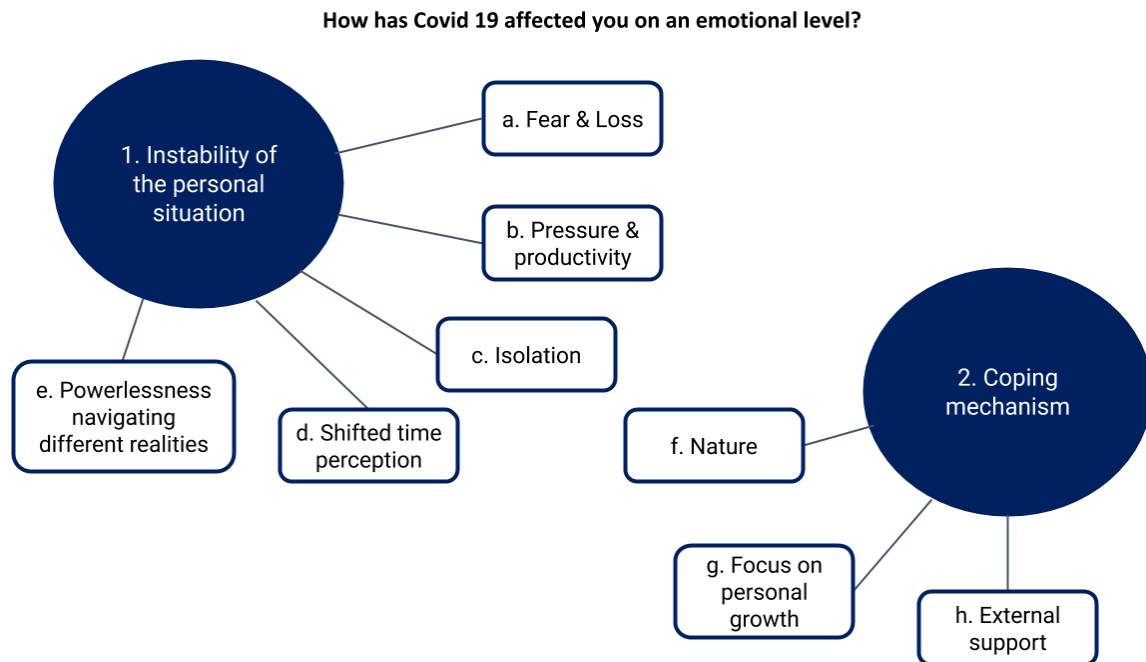 How has Covid 19 affected you on an emotional level?
1. Instability of
the personal
situation
a. Fear & Loss
b. Pressure &
productivity
c. Isolation
d. Shifted time
perception
e. Powerlessness
navigating
different realities
2. Coping
mechanism
f. Nature
g. Focus on
personal
growth
h. External
support